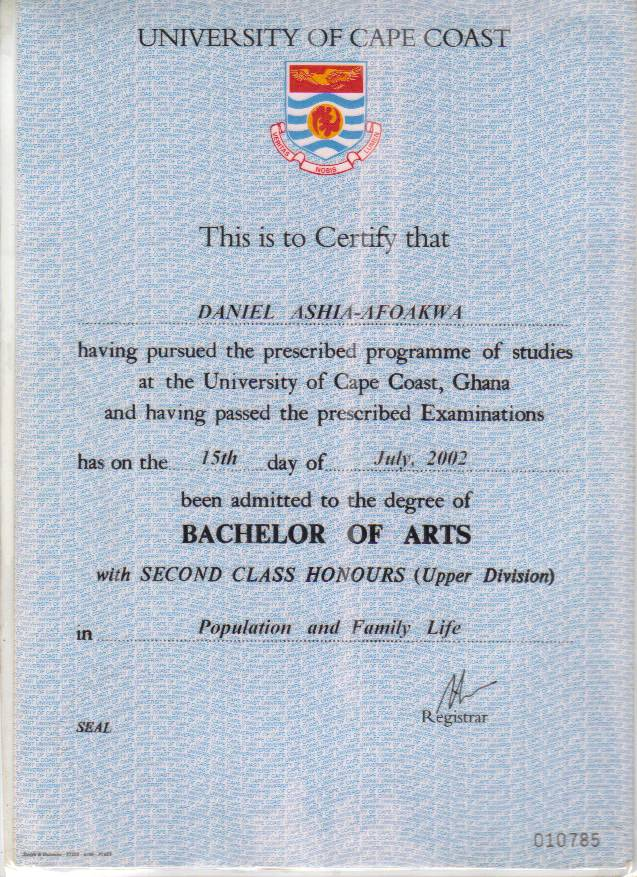 UNIVERSITY OF CAPE COAST
VERITAS NOBIS LUMEN
This is to Certify that
DANIEL ASHIA-AFOAKWA
having pursued the prescribed programme of studies
at the University of Cape Coast, Ghana
and having passed the prescribed Examinations
has on the 15th day of July, 2002
been admitted to the degree of
BACHELOR OF ARTS
with SECOND CLASS HONOURS (Upper Division)
in Population and Family Life
Registrar
SEAL
010785